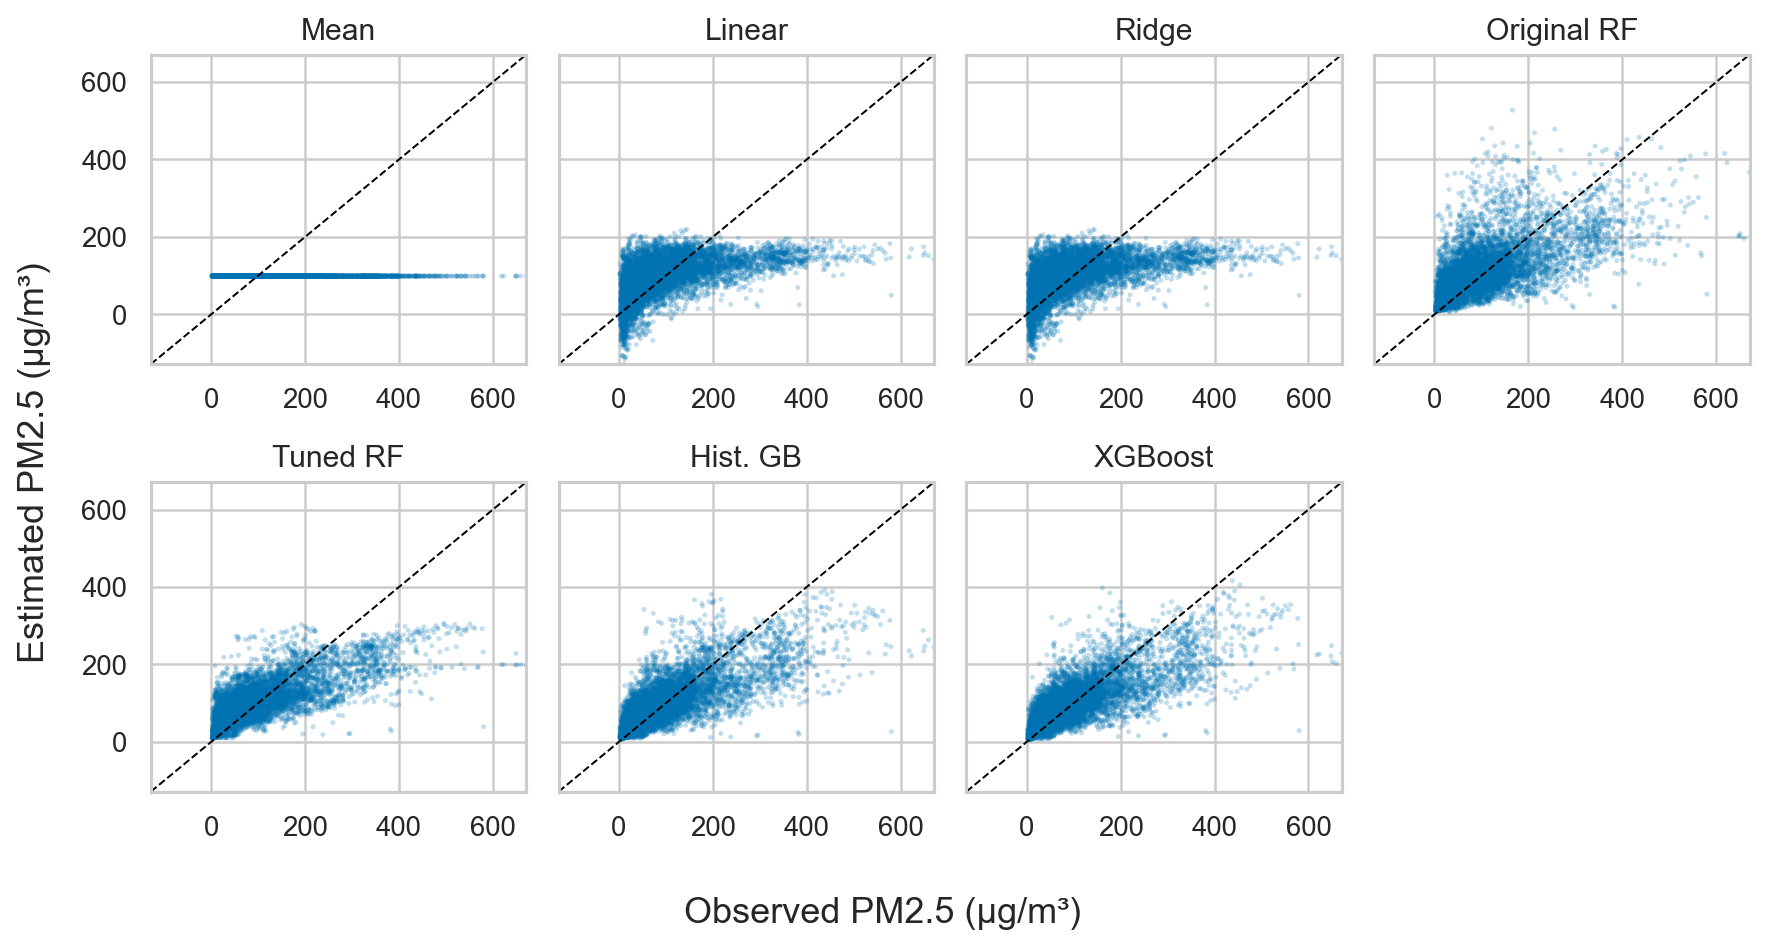 Mean
Linear
Ridge
Original RF
600
400
200
0
0 200 400 600
0 200 400 600
0 200 400 600
0 200 400 600
Tuned RF
Hist. GB
XGBoost
600
400
200
0
0 200 400 600
0 200 400 600
0 200 400 600
Estimated PM2.5 (µg/m³)
Observed PM2.5 (µg/m³)